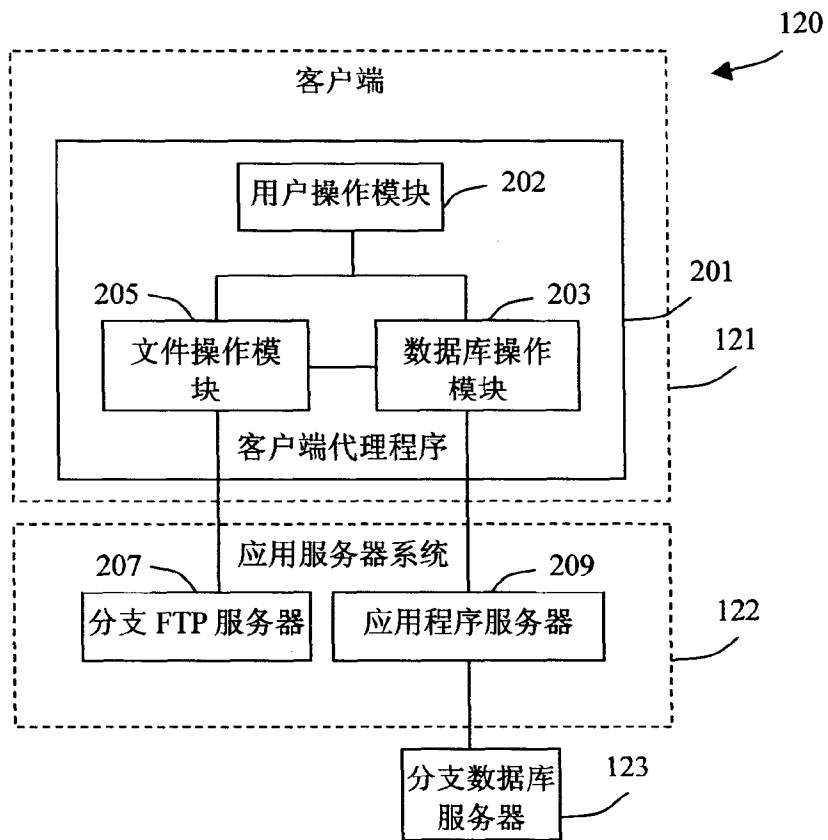 120
客户端
用户操作模块
202
201
205
203
121
文件操作模
块
数据库操作
模块
客户端代理程序
应用服务器系统
207
209
分支 FTP 服务器
应用程序服务器
122
分支数据库
服务器
123